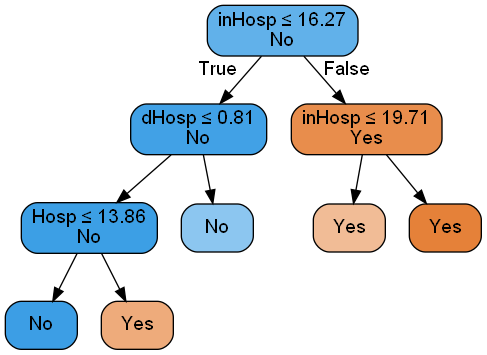 inHosp ≤ 16.27
No
True
False
dHosp ≤ 0.81
No
inHosp ≤ 19.71
Yes
Hosp ≤ 13.86
No
No
Yes
Yes
No
Yes